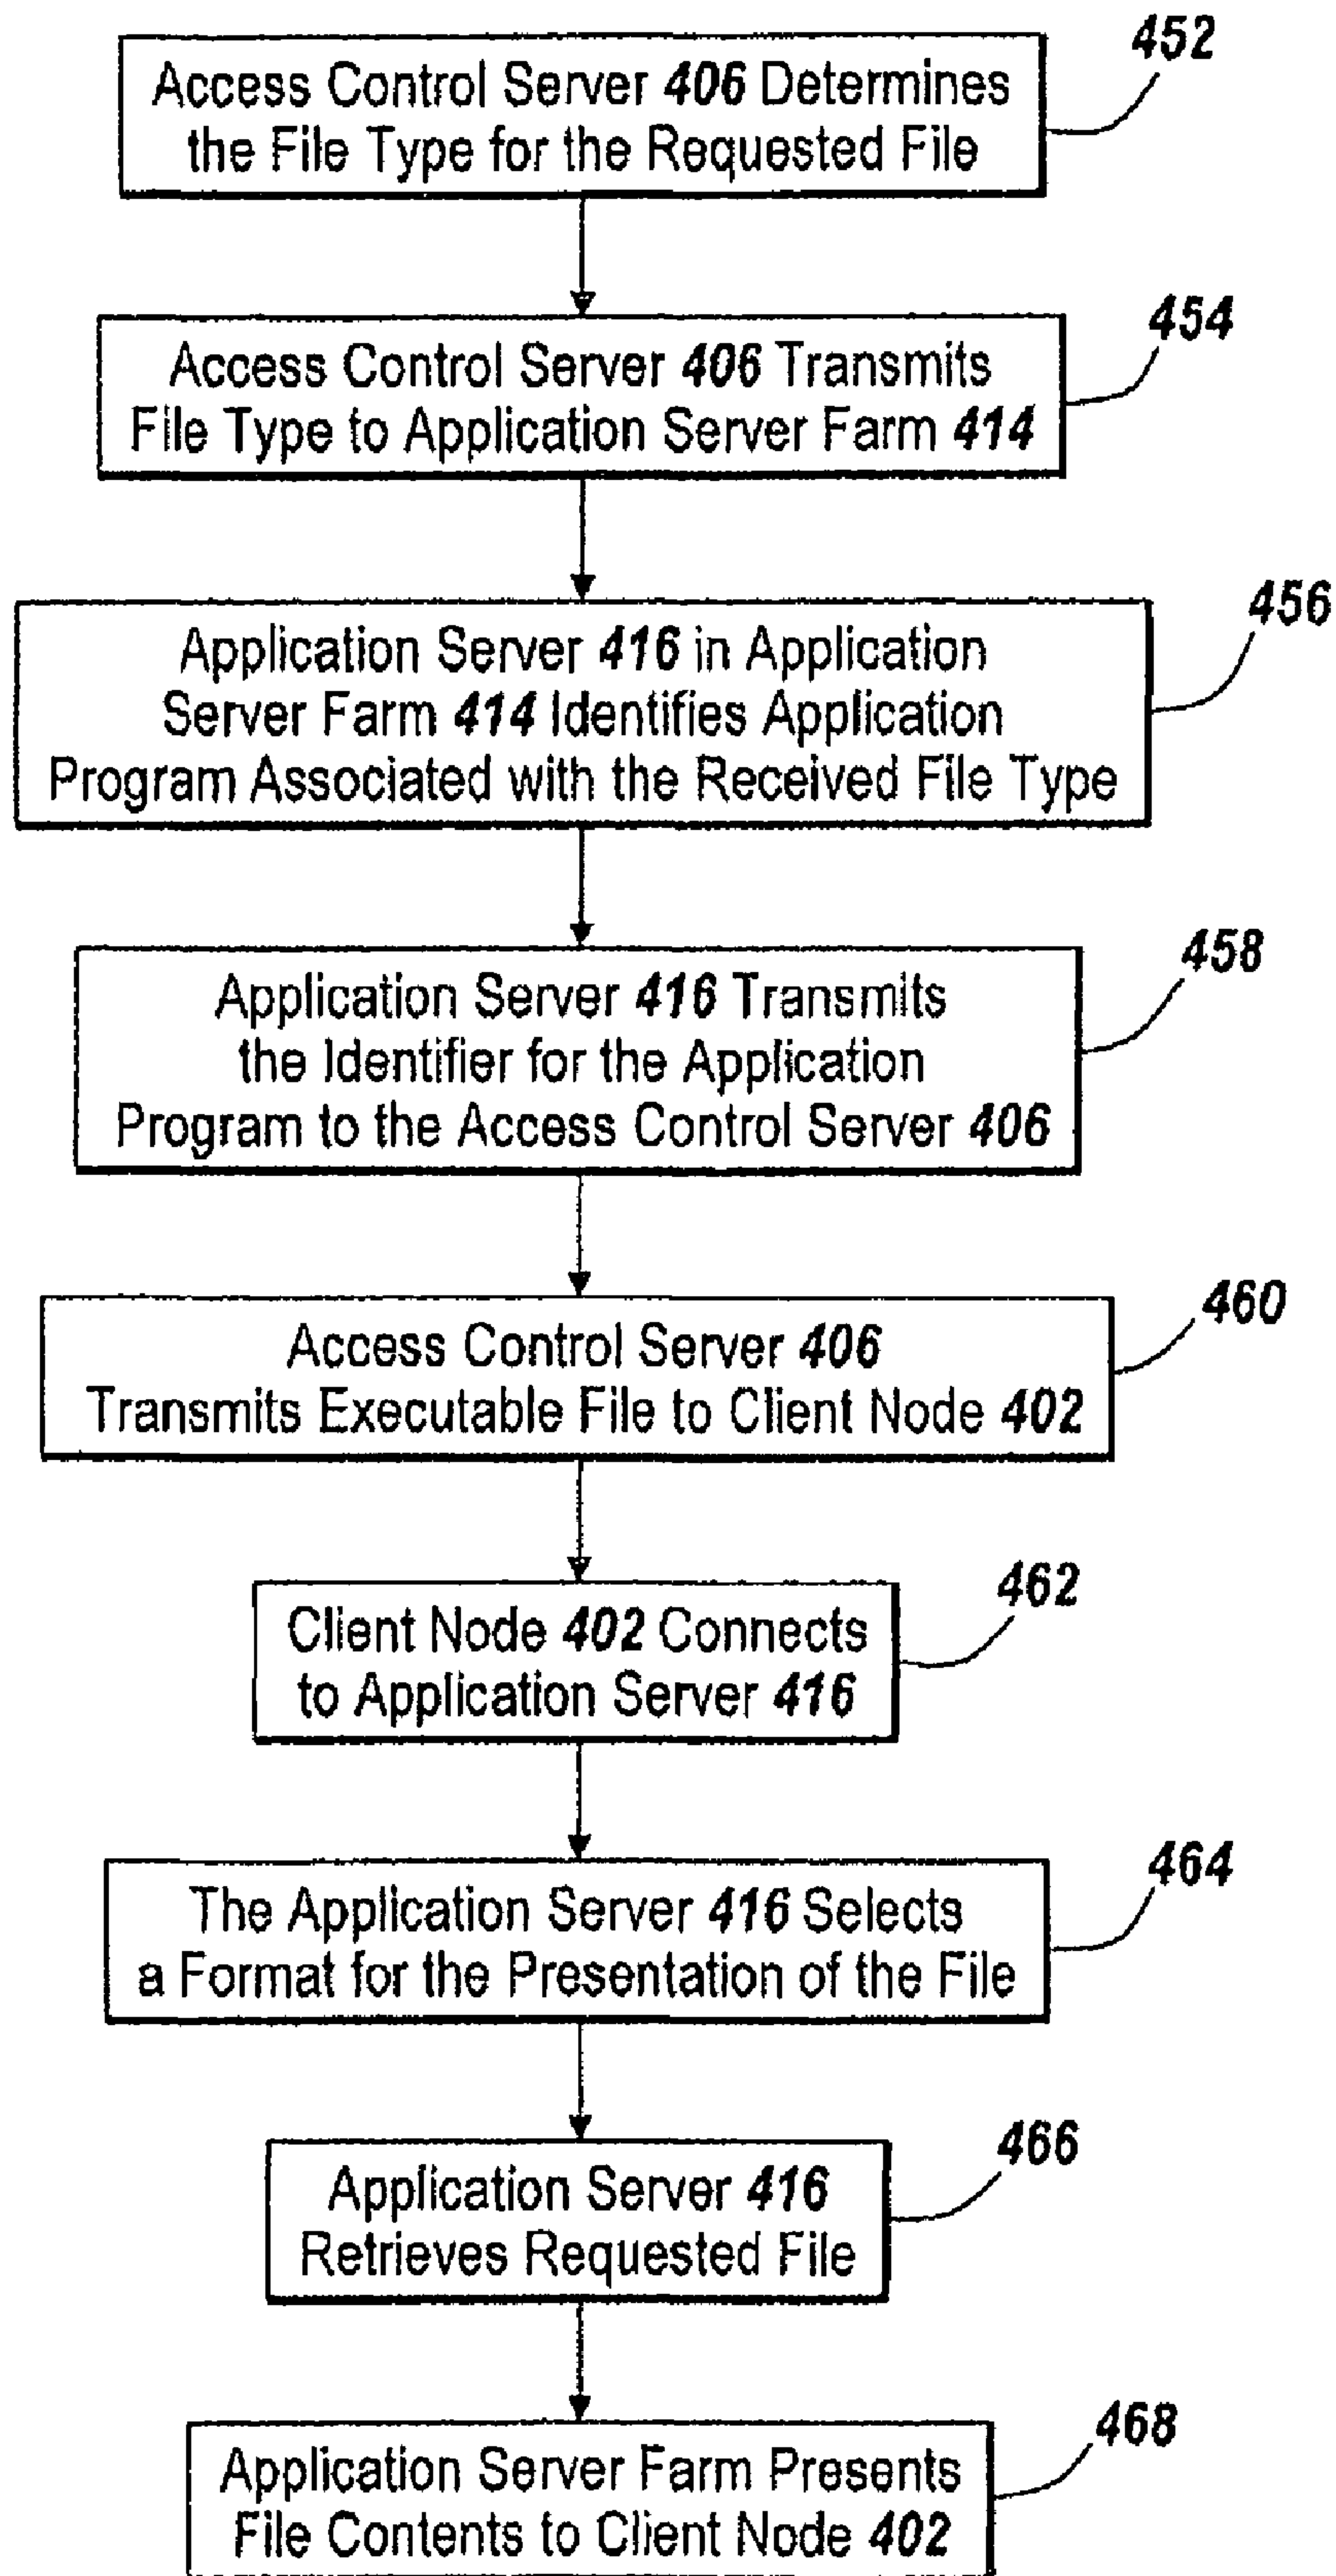 452
Access Control Server 406 Determines
the File Type for the Requested File
454
Access Control Server 406 Transmits
File Type to Application Server Farm 414
456
Application Server 416 in Application
Server Farm 414 Identifies Application
Program Associated with the Received File Type
458
Application Server 416 Transmits
the Identifier for the Application
Program to the Access Control Server 406
460
Access Control Server 406
Transmits Executable File to Client Node 402
462
Client Node 402 Connects
to Application Server 416
464
The Application Server 416 Selects
a Format for the Presentation of the File
466
Application Server 416
Retrieves Requested File
468
Application Server Farm Presents
File Contents to Client Node 402